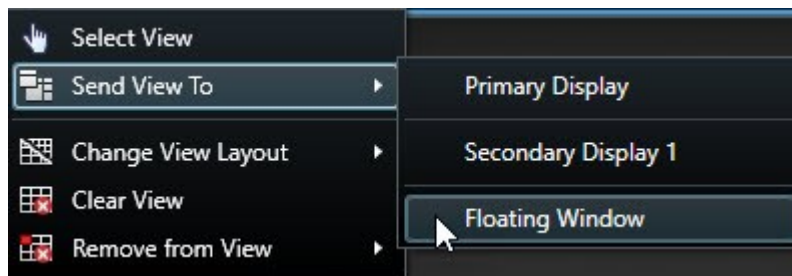 Select View
Send View To
Change View Layout
Clear View
Remove from View
Primary Display
Secondary Display 1
Floating Window